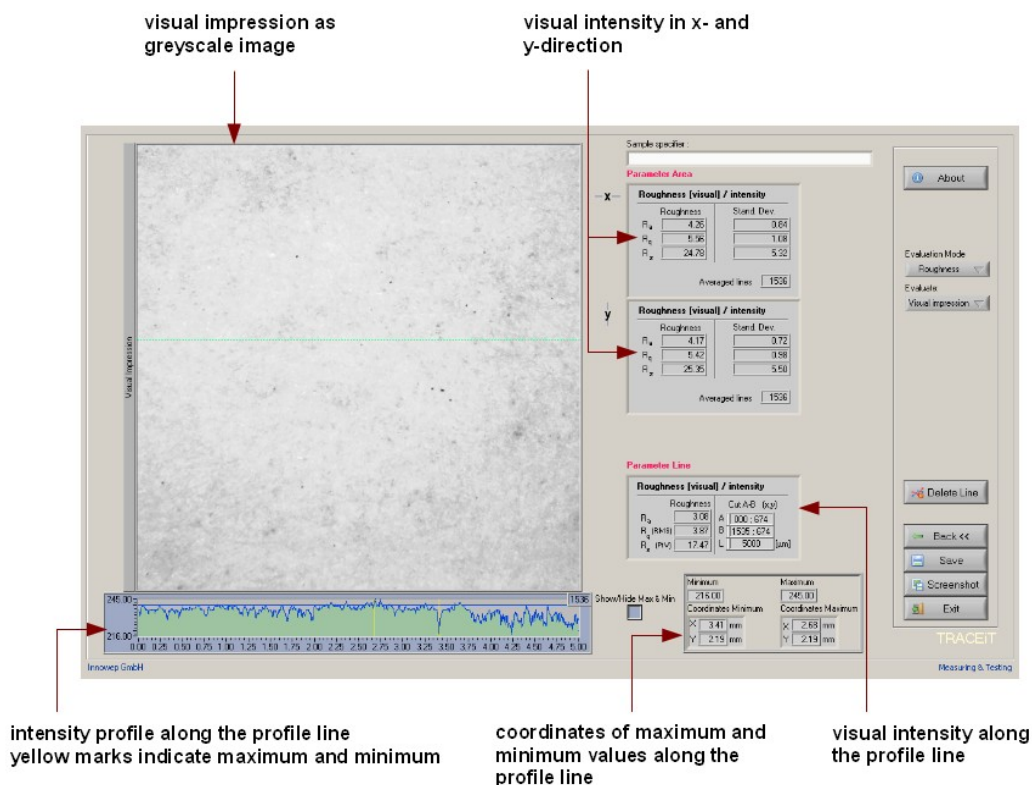 visual impression as
greyscale image
visual intensity in x- and
y-direction
Sample specifier :
Parameter Area
x
Roughness [visual] / intensity
Roughness Stand. Dev.
Ra 4.26 0.84
Rq 5.56 1.08
Rz 24.78 5.32
Averaged lines 1536
y
Roughness [visual] / intensity
Roughness Stand. Dev.
Ra 4.17 0.72
Rq 5.42 0.98
Rz 25.35 5.50
Averaged lines 1536
About
Evaluation Mode
Roughness
Evaluate
Visual impression
Visual Impression
Parameter Line
Roughness [visual] / intensity
Roughness Cut A-B (x,y)
Ra 3.08 A 000 : 674
Rq (RMS) 3.87 B 1535 : 674
Rz (PtV) 17.47 L 5000 [µm]
Delete Line
Back <<
Save
Screenshot
Exit
TRACEiT
Show/Hide Max & Min
Minimum Maximum
216.00 245.00
Coordinates Minimum Coordinates Maximum
X 3.41 mm X 2.68 mm
Y 2.19 mm Y 2.19 mm
245.00
1536
216.00
0.00 0.25 0.50 0.75 1.00 1.25 1.50 1.75 2.00 2.25 2.50 2.75 3.00 3.25 3.50 3.75 4.00 4.25 4.50 4.75 5.00
Innowep GmbH
Measuring & Testing
intensity profile along the profile line
yellow marks indicate maximum and minimum
coordinates of maximum and
minimum values along the
profile line
visual intensity along
the profile line